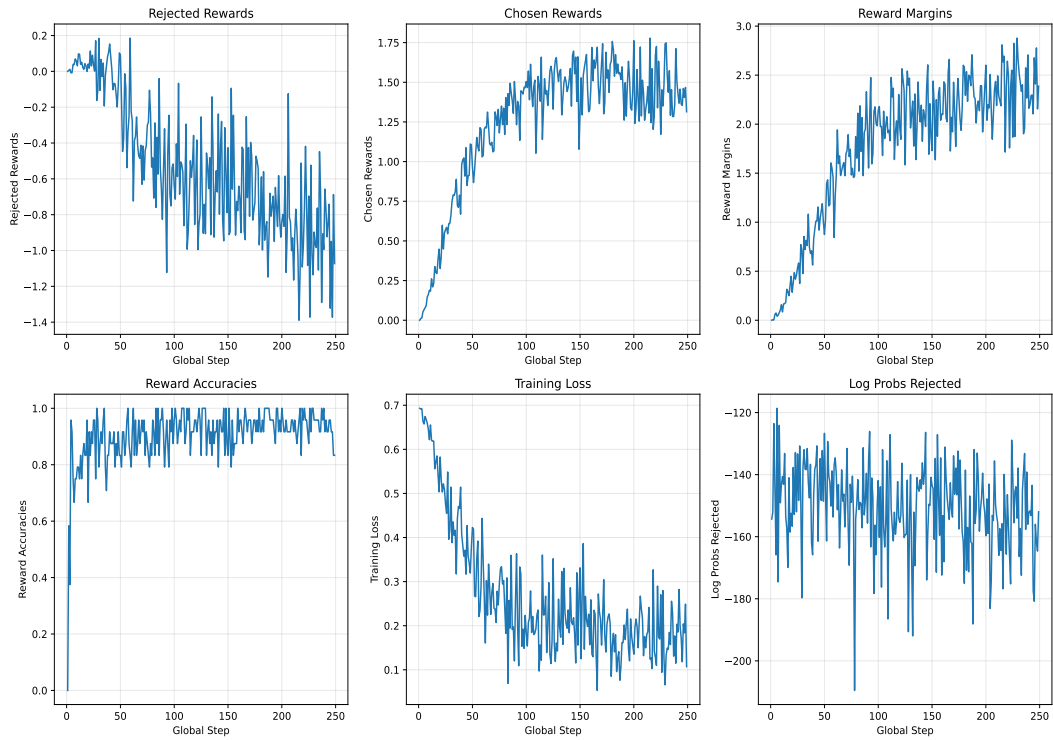 Rejected Rewards
0.2
0.0
−0.2
−0.4
−0.6
−0.8
−1.0
−1.2
−1.4
Rejected Rewards
0 50 100 150 200 250
Global Step
Chosen Rewards
1.75
1.50
1.25
1.00
0.75
0.50
0.25
0.00
Chosen Rewards
0 50 100 150 200 250
Global Step
Reward Margins
3.0
2.5
2.0
1.5
1.0
0.5
0.0
Reward Margins
0 50 100 150 200 250
Global Step
Reward Accuracies
1.0
0.8
0.6
0.4
0.2
0.0
Reward Accuracies
0 50 100 150 200 250
Global Step
Training Loss
0.7
0.6
0.5
0.4
0.3
0.2
0.1
Training Loss
0 50 100 150 200 250
Global Step
Log Probs Rejected
−120
−140
−160
−180
−200
Log Probs Rejected
0 50 100 150 200 250
Global Step